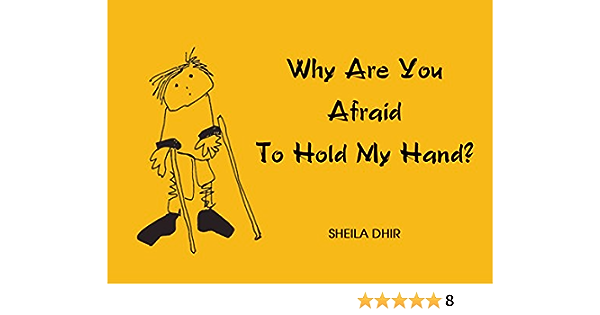 Why Are You
Afraid
To Hold My Hand?
SHEILA DHIR
8